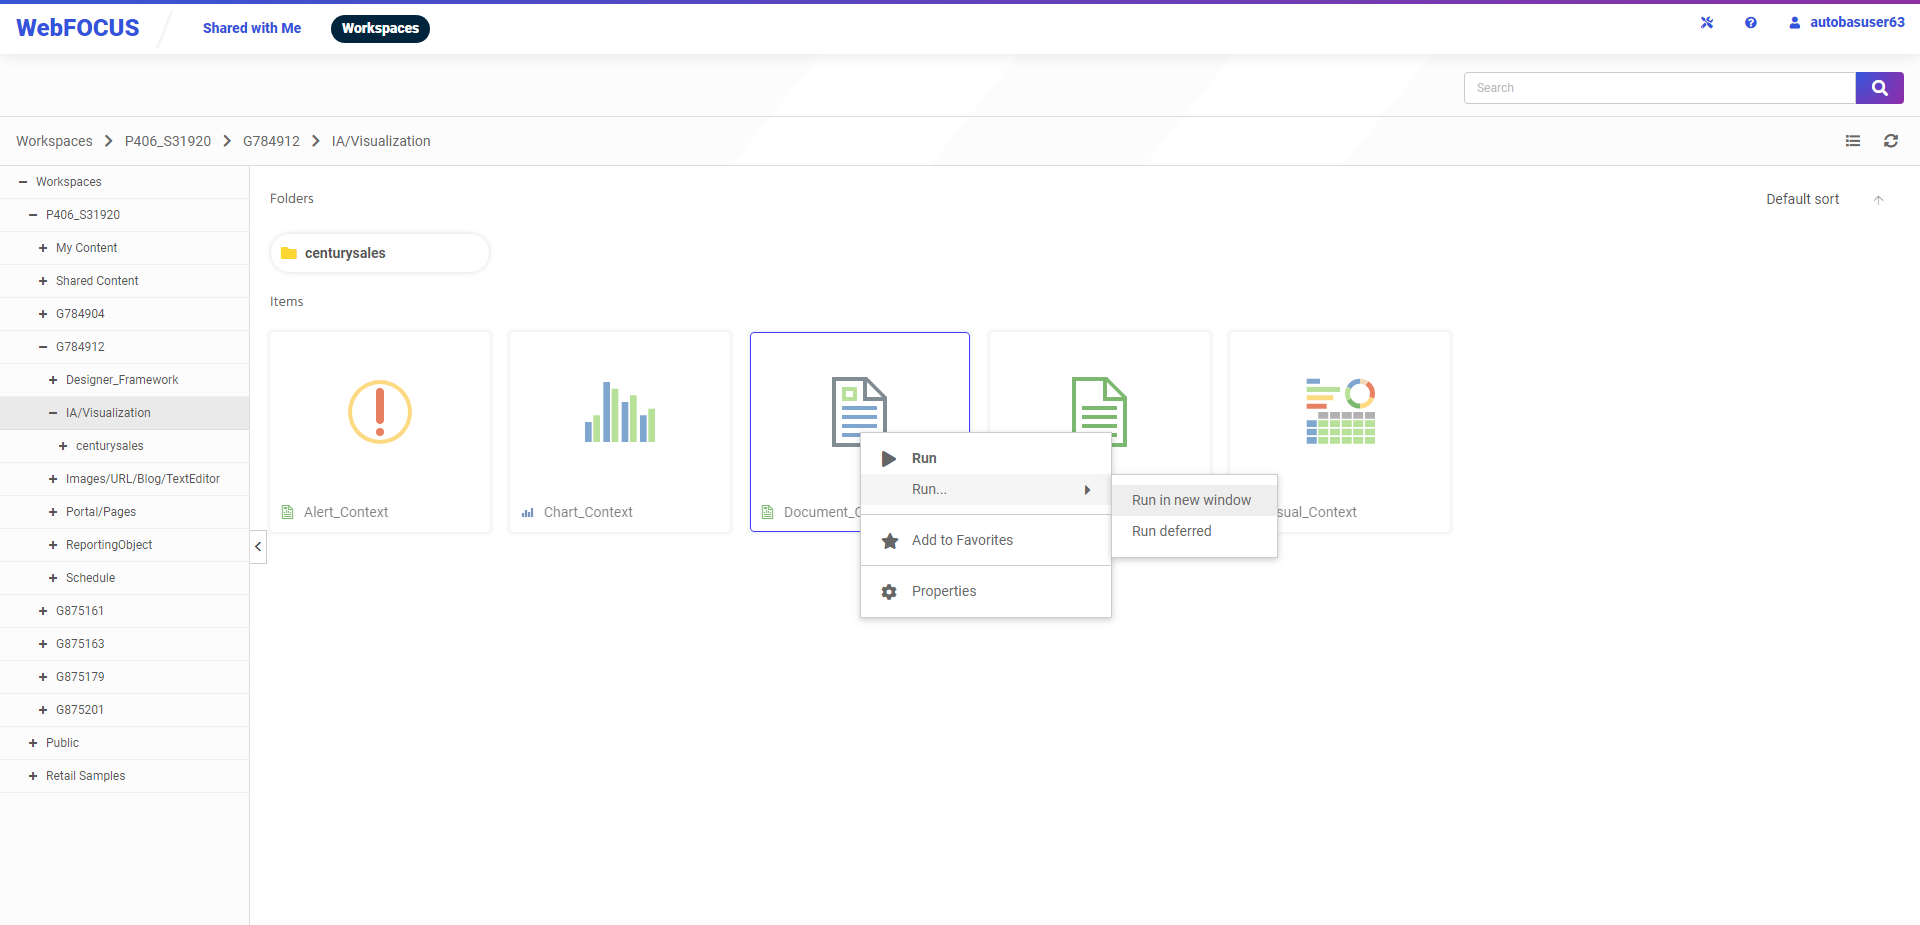 WebFOCUS
Shared with Me
Workspaces
autobasuser63
Search
Workspaces P406_S31920 G784912 IA/Visualization
Workspaces
P406_S31920
My Content
Shared Content
G784904
G784912
Designer_Framework
IA/Visualization
centurysales
Images/URL/Blog/TextEditor
Portal/Pages
ReportingObject
Schedule
G875161
G875163
G875179
G875201
Public
Retail Samples
Folders
Default sort
centurysales
Items
Alert_Context
Chart_Context
Document_C
sual_Context
Run
Run...
Add to Favorites
Properties
Run in new window
Run deferred